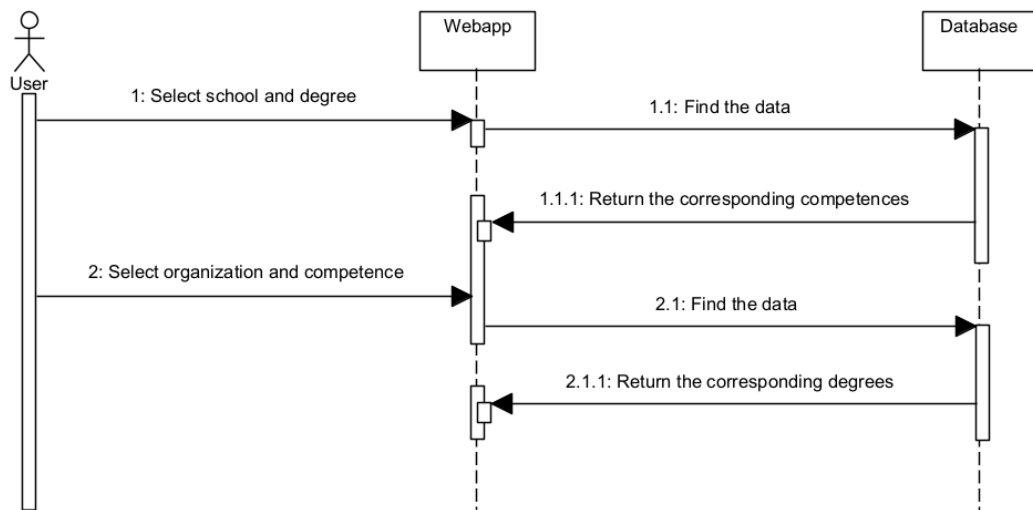 Webapp
Database
User
1: Select school and degree
1.1: Find the data
1.1.1: Return the corresponding competences
2: Select organization and competence
2.1: Find the data
2.1.1: Return the corresponding degrees